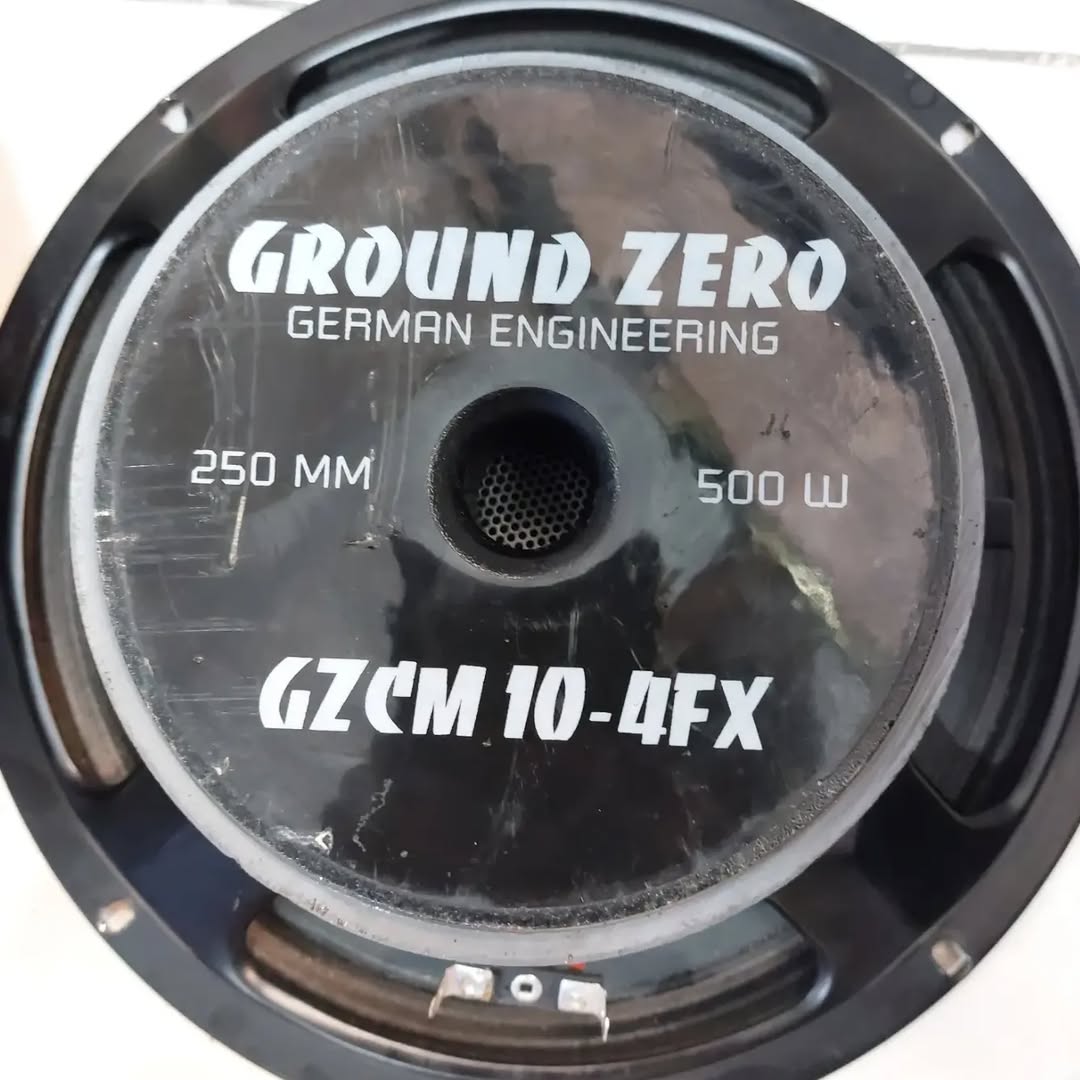 GROUND ZERO
GERMAN ENGINEERING
250 MM
500 W
GZCM 10-4FX